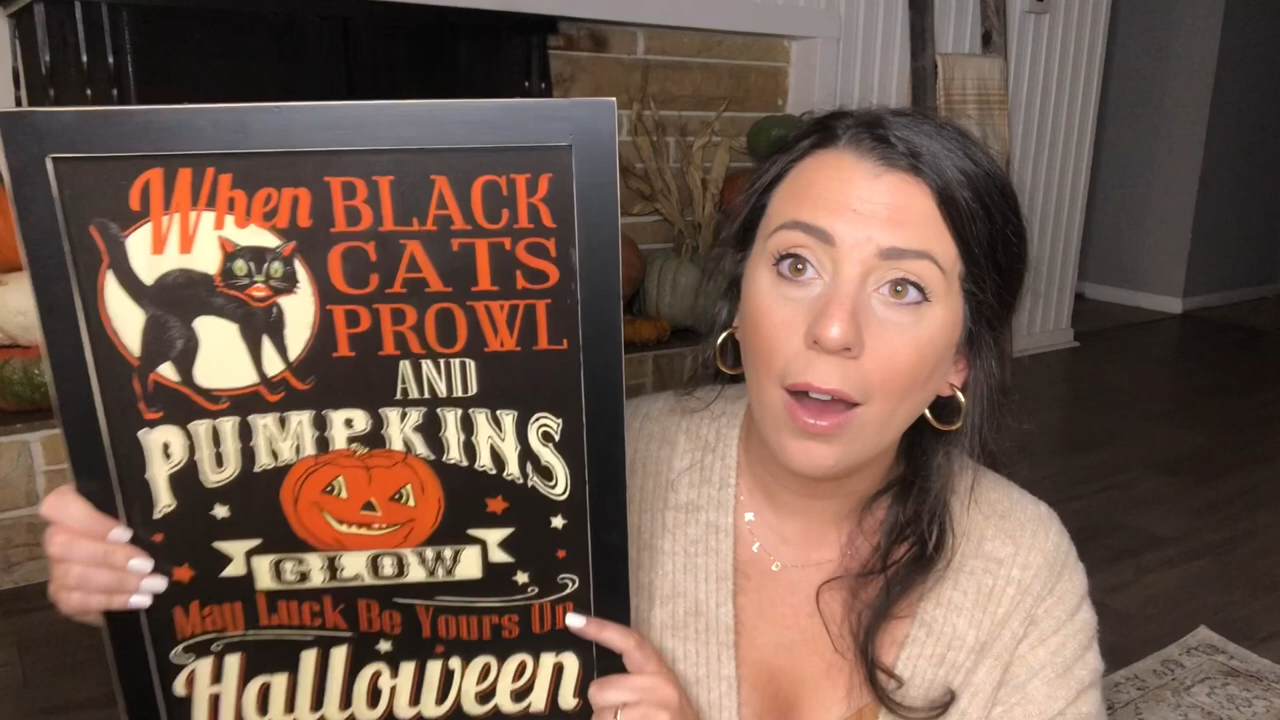 When BLACK
CATS
PROWL
AND
PUMPKINS
GLOW
May Luck Be Yours On
Halloween